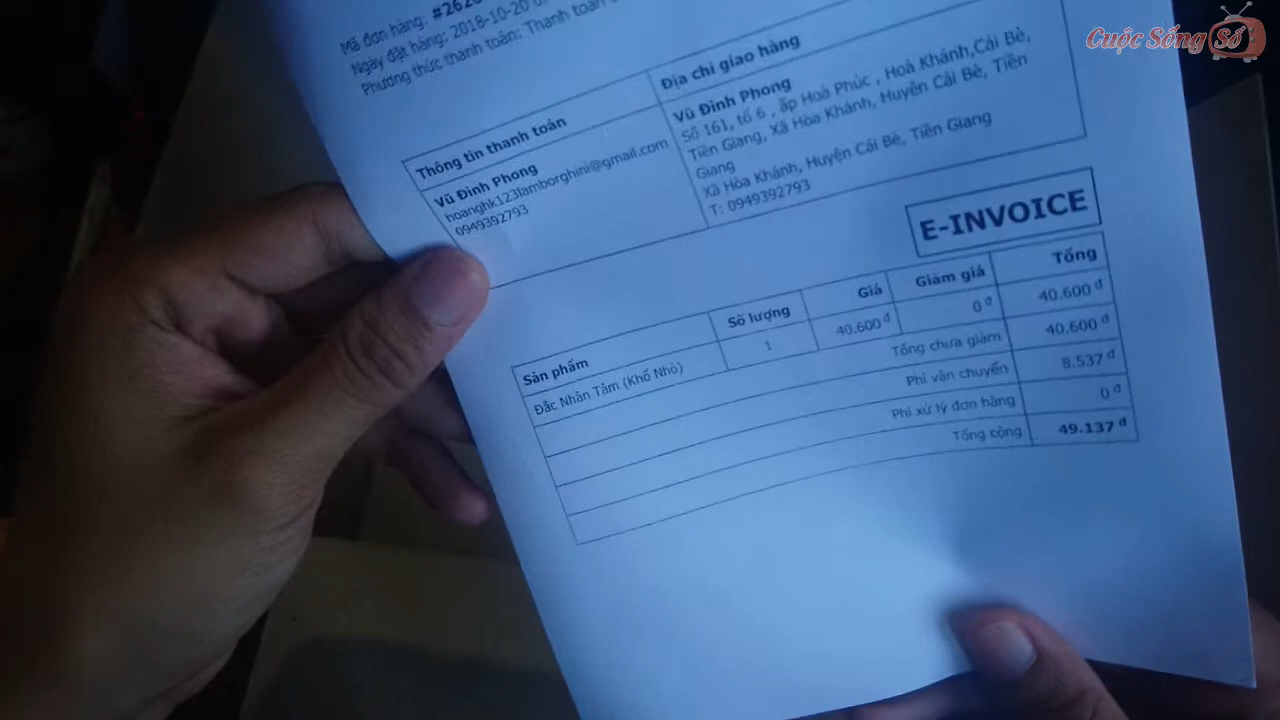 Cuộc Sống Số
Mã đơn hàng: #2626
Ngày đặt hàng: 2018-10-20
Phương thức thanh toán: Thanh toán
Thông tin thanh toán
Địa chỉ giao hàng
Vũ Đình Phong
hoanghk123lamborghini@gmail.com
0949392793
Vũ Đình Phong
Số 161, tổ 6 , ấp Hoà Phúc , Hoà Khánh,Cái Bè,
Tiền Giang, Xã Hòa Khánh, Huyện Cái Bè, Tiền
Giang
Xã Hòa Khánh, Huyện Cái Bè, Tiền Giang
T: 0949392793
E-INVOICE
Sản phẩm Số lượng Giá Giảm giá Tổng
Đắc Nhân Tâm (Khổ Nhỏ) 1 40.600 đ 0 đ 40.600 đ
Tổng chưa giảm 40.600 đ
Phí vận chuyển 8.537 đ
Phí xử lý đơn hàng 0 đ
Tổng cộng 49.137 đ